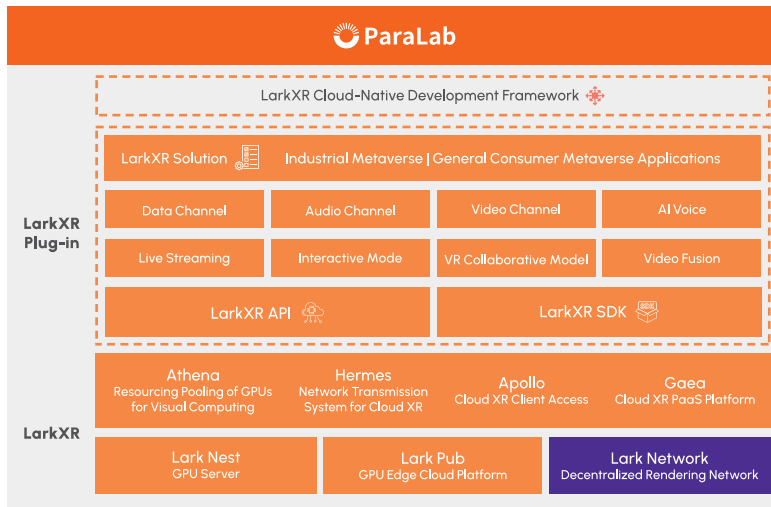 ParaLab
LarkXR Cloud-Native Development Framework
LarkXR
Plug-in
LarkXR Solution
Industrial Metaverse | General Consumer Metaverse Applications
Data Channel
Audio Channel
Video Channel
AI Voice
Live Streaming
Interactive Mode
VR Collaborative Model
Video Fusion
LarkXR API
LarkXR SDK
SDK
LarkXR
Athena
Resourcing Pooling of GPUs
for Visual Computing
Hermes
Network Transmission
System for Cloud XR
Apollo
Cloud XR Client Access
Gaea
Cloud XR PaaS Platform
Lark Nest
GPU Server
Lark Pub
GPU Edge Cloud Platform
Lark Network
Decentralized Rendering Network